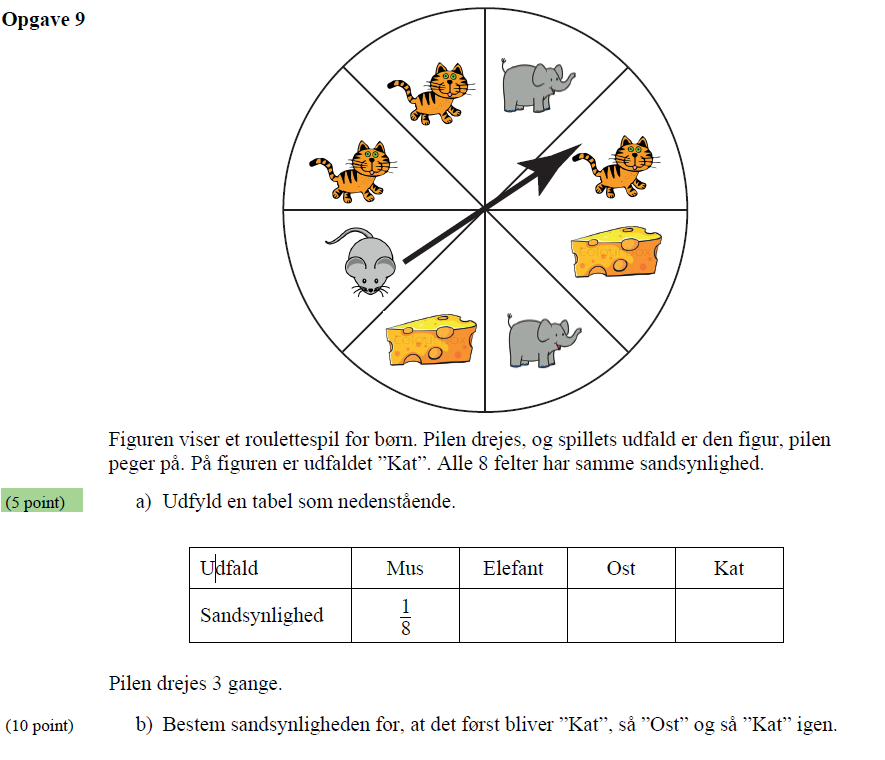 Opgave 9
Figuren viser et roulettespil for børn. Pilen drejes, og spillets udfald er den figur, pilen
peger på. På figuren er udfaldet ”Kat”. Alle 8 felter har samme sandsynlighed.
(5 point) a) Udfyld en tabel som nedenstående.
Udfald Mus Elefant Ost Kat
Sandsynlighed 1/8
Pilen drejes 3 gange.
(10 point) b) Bestem sandsynligheden for, at det først bliver ”Kat”, så ”Ost” og så ”Kat” igen.